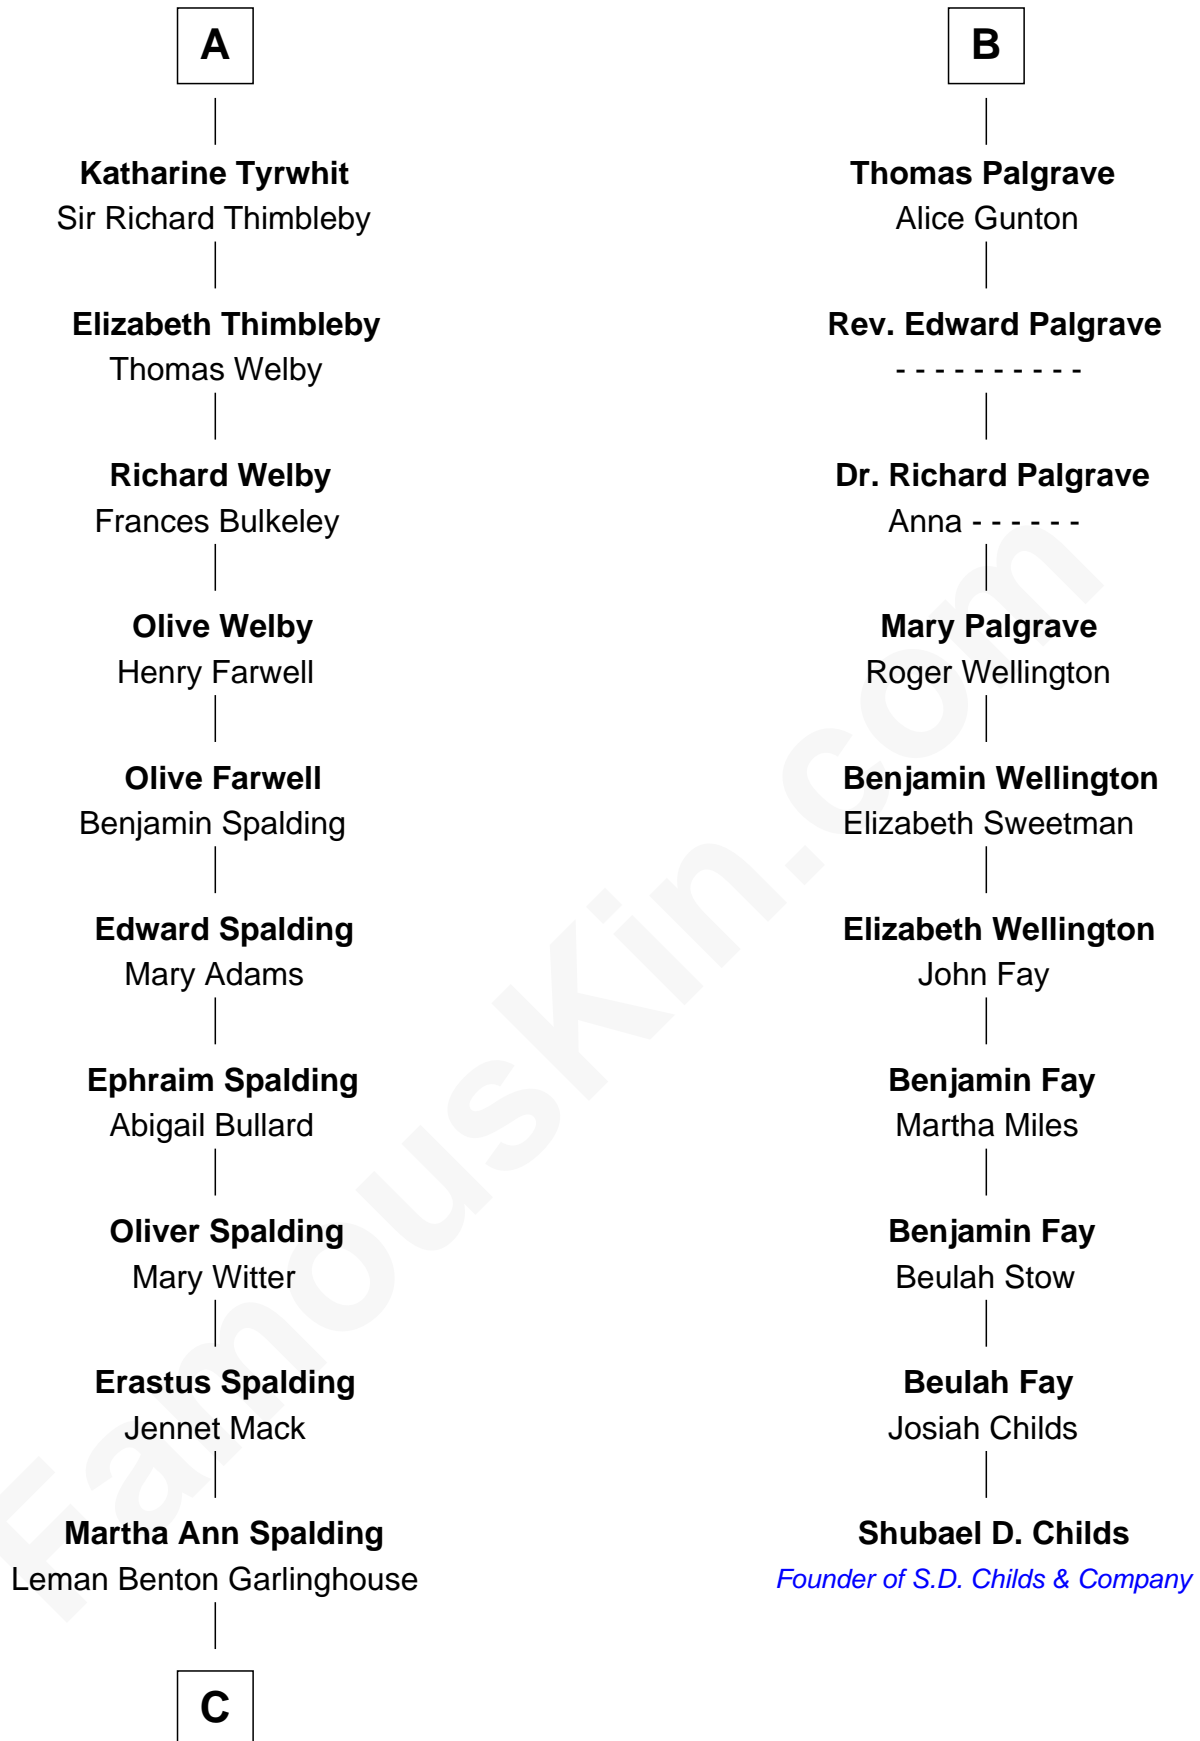 A
Katharine Tyrwhit
Sir Richard Thimbleby
Elizabeth Thimbleby
Thomas Welby
Richard Welby
Frances Bulkeley
Olive Welby
Henry Farwell
Olive Farwell
Benjamin Spalding
Edward Spalding
Mary Adams
Ephraim Spalding
Abigail Bullard
Oliver Spalding
Mary Witter
Erastus Spalding
Jennet Mack
Martha Ann Spalding
Leman Benton Garlinghouse
C
B
Thomas Palgrave
Alice Gunton
Rev. Edward Palgrave
- - - - - - - - - -
Dr. Richard Palgrave
Anna - - - - - -
Mary Palgrave
Roger Wellington
Benjamin Wellington
Elizabeth Sweetman
Elizabeth Wellington
John Fay
Benjamin Fay
Martha Miles
Benjamin Fay
Beulah Stow
Beulah Fay
Josiah Childs
Shubael D. Childs
Founder of S.D. Childs & Company
FamousKin.com